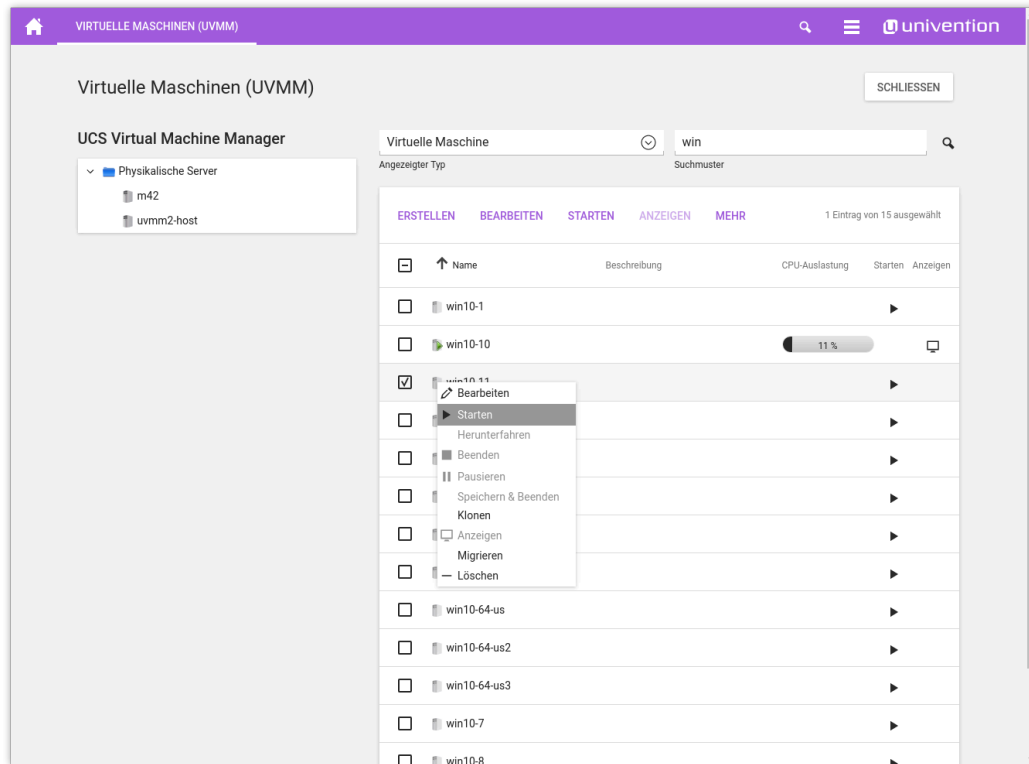 VIRTUELLE MASCHINEN (UVMM)
univention
Virtuelle Maschinen (UVMM)
SCHLIESSEN
UCS Virtual Machine Manager
Physikalische Server
m42
uvmm2-host
Virtuelle Maschine
Angezeigter Typ
win
Suchmuster
ERSTELLEN BEARBEITEN STARTEN ANZEIGEN MEHR 1 Eintrag von 15 ausgewählt
Name Beschreibung CPU-Auslastung Starten Anzeigen
win10-1
win10-10 11 %
win10-11
Bearbeiten
Starten
Herunterfahren
Beenden
Pausieren
Speichern & Beenden
Klonen
Anzeigen
Migrieren
Löschen
win10-64-us
win10-64-us2
win10-64-us3
win10-7
win10-8